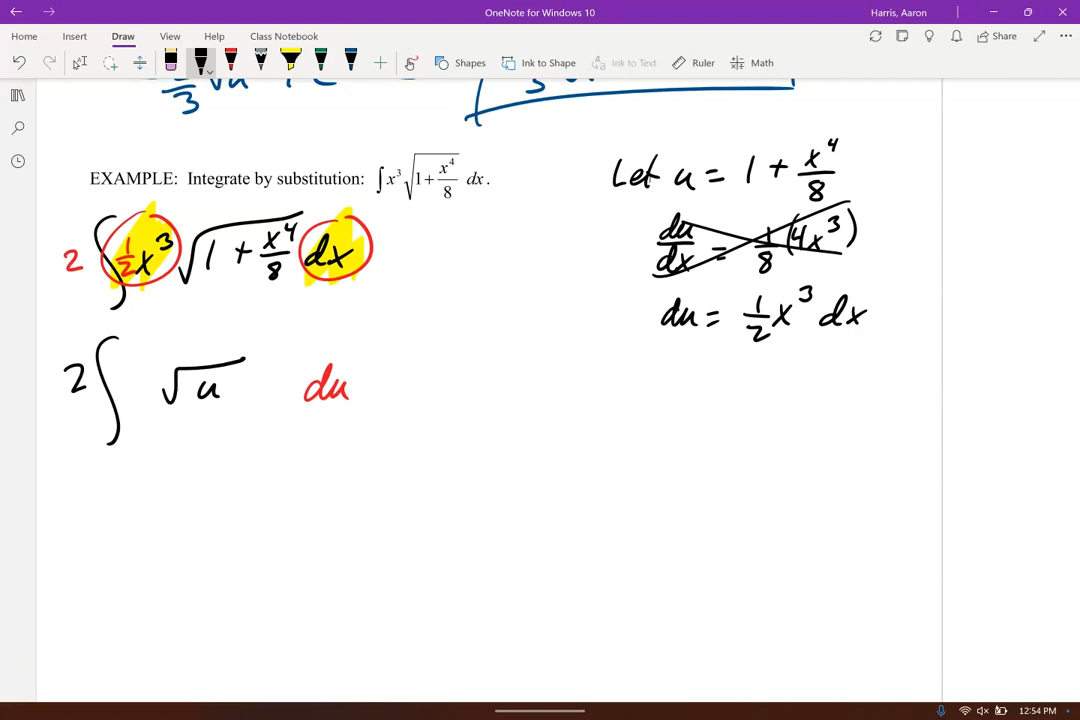 OneNote for Windows 10
Harris, Aaron
Home Insert Draw View Help Class Notebook
Share
Shapes Ink to Shape Ink to Text Ruler Math
EXAMPLE: Integrate by substitution: ∫ x³ √(1 + x⁴/8) dx.
Let u = 1 + x⁴/8
du/dx = 1/8 (4x³)
du = 1/2 x³ dx
2 ∫ 1/2 x³ √(1 + x⁴/8) dx
2 ∫ √u du
12:54 PM